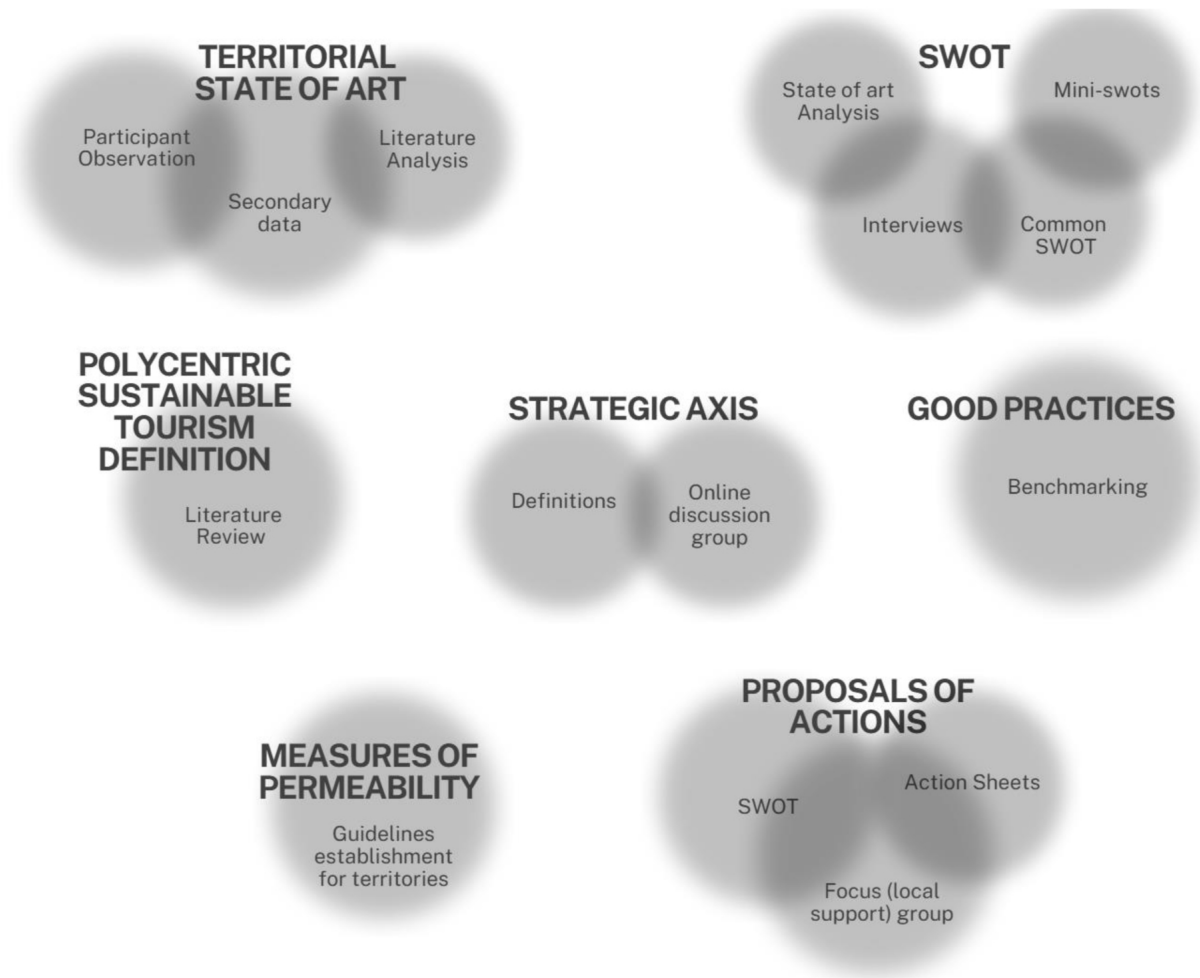 TERRITORIAL
STATE OF ART
Participant
Observation
Secondary
data
Literature
Analysis
SWOT
State of art
Analysis
Mini-swots
Interviews
Common
SWOT
POLYCENTRIC
SUSTAINABLE
TOURISM
DEFINITION
Literature
Review
STRATEGIC AXIS
Definitions
Online
discussion
group
GOOD PRACTICES
Benchmarking
MEASURES OF
PERMEABILITY
Guidelines
establishment
for territories
PROPOSALS OF
ACTIONS
SWOT
Action Sheets
Focus (local
support) group